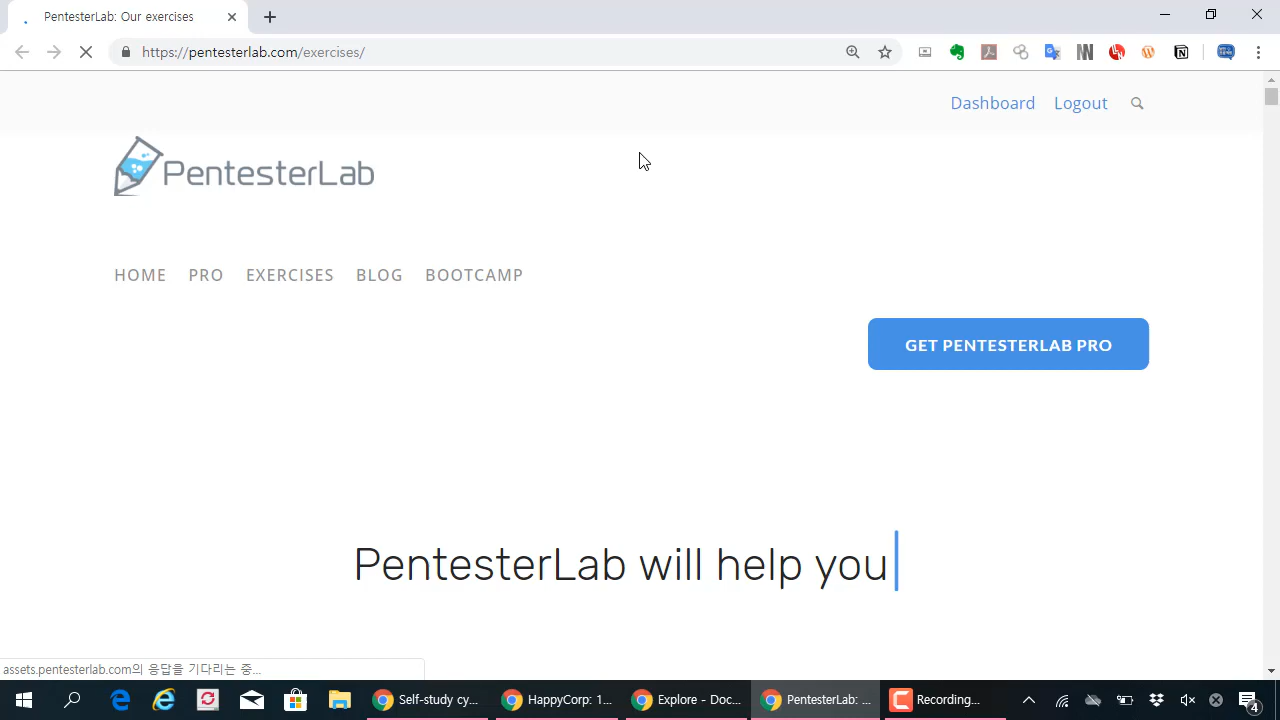 PentesterLab: Our exercises
https://pentesterlab.com/exercises/
Dashboard Logout
PentesterLab
HOME PRO EXERCISES BLOG BOOTCAMP
GET PENTESTERLAB PRO
PentesterLab will help you
assets.pentesterlab.com의 응답을 기다리는 중...
Self-study cy... HappyCorp: 1... Explore - Doc... PentesterLab: ... Recording... 4